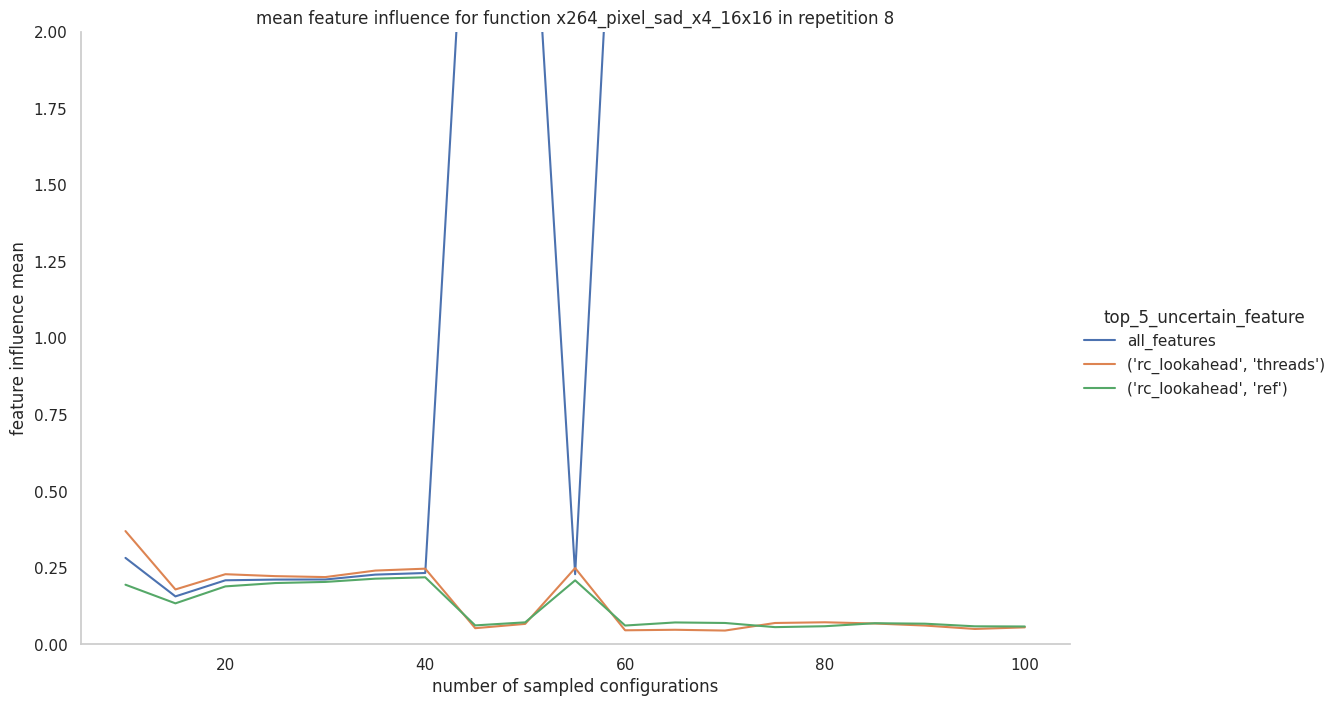 mean feature influence for function x264_pixel_sad_x4_16x16 in repetition 8
2.00
1.75
1.50
1.25
1.00
0.75
0.50
0.25
0.00
feature influence mean
20
40
60
80
100
number of sampled configurations
top_5_uncertain_feature
all_features
('rc_lookahead', 'threads')
('rc_lookahead', 'ref')